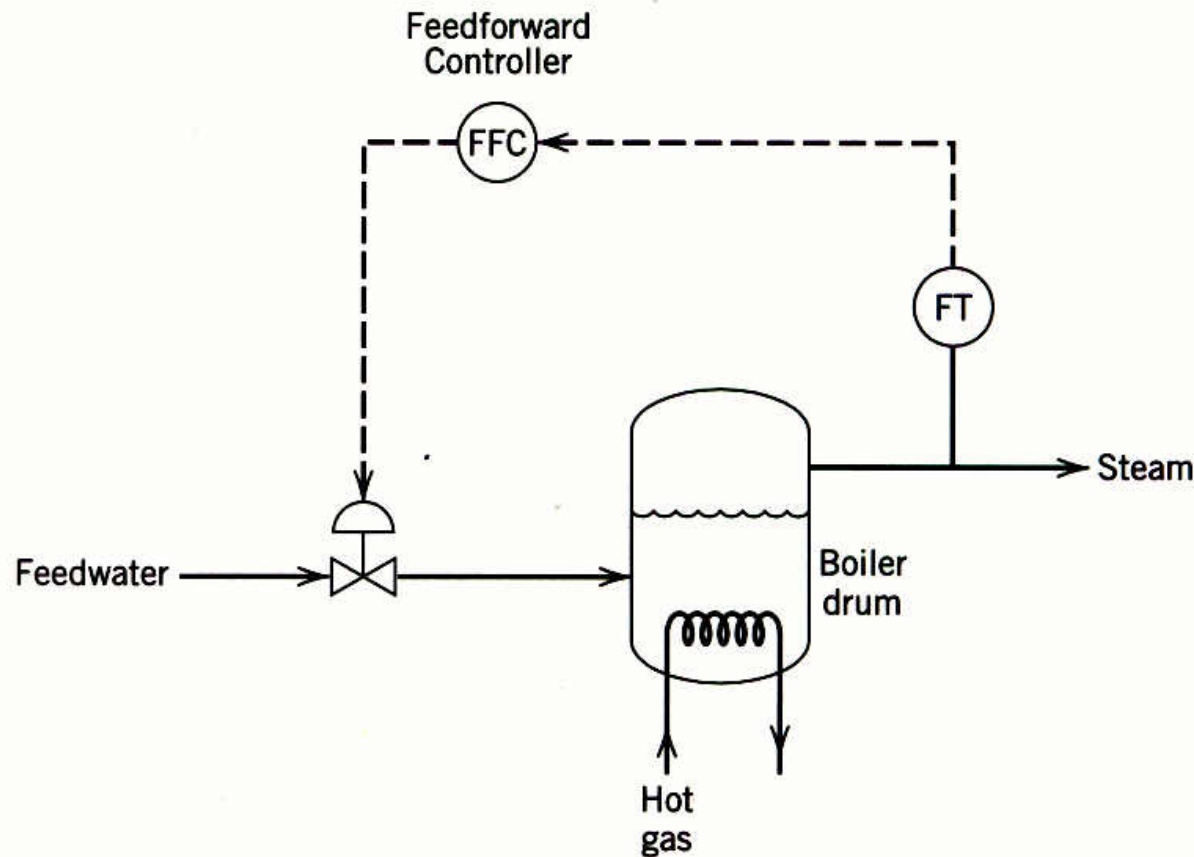 Feedforward
Controller
FFC
FT
Steam
Feedwater
Boiler
drum
Hot
gas